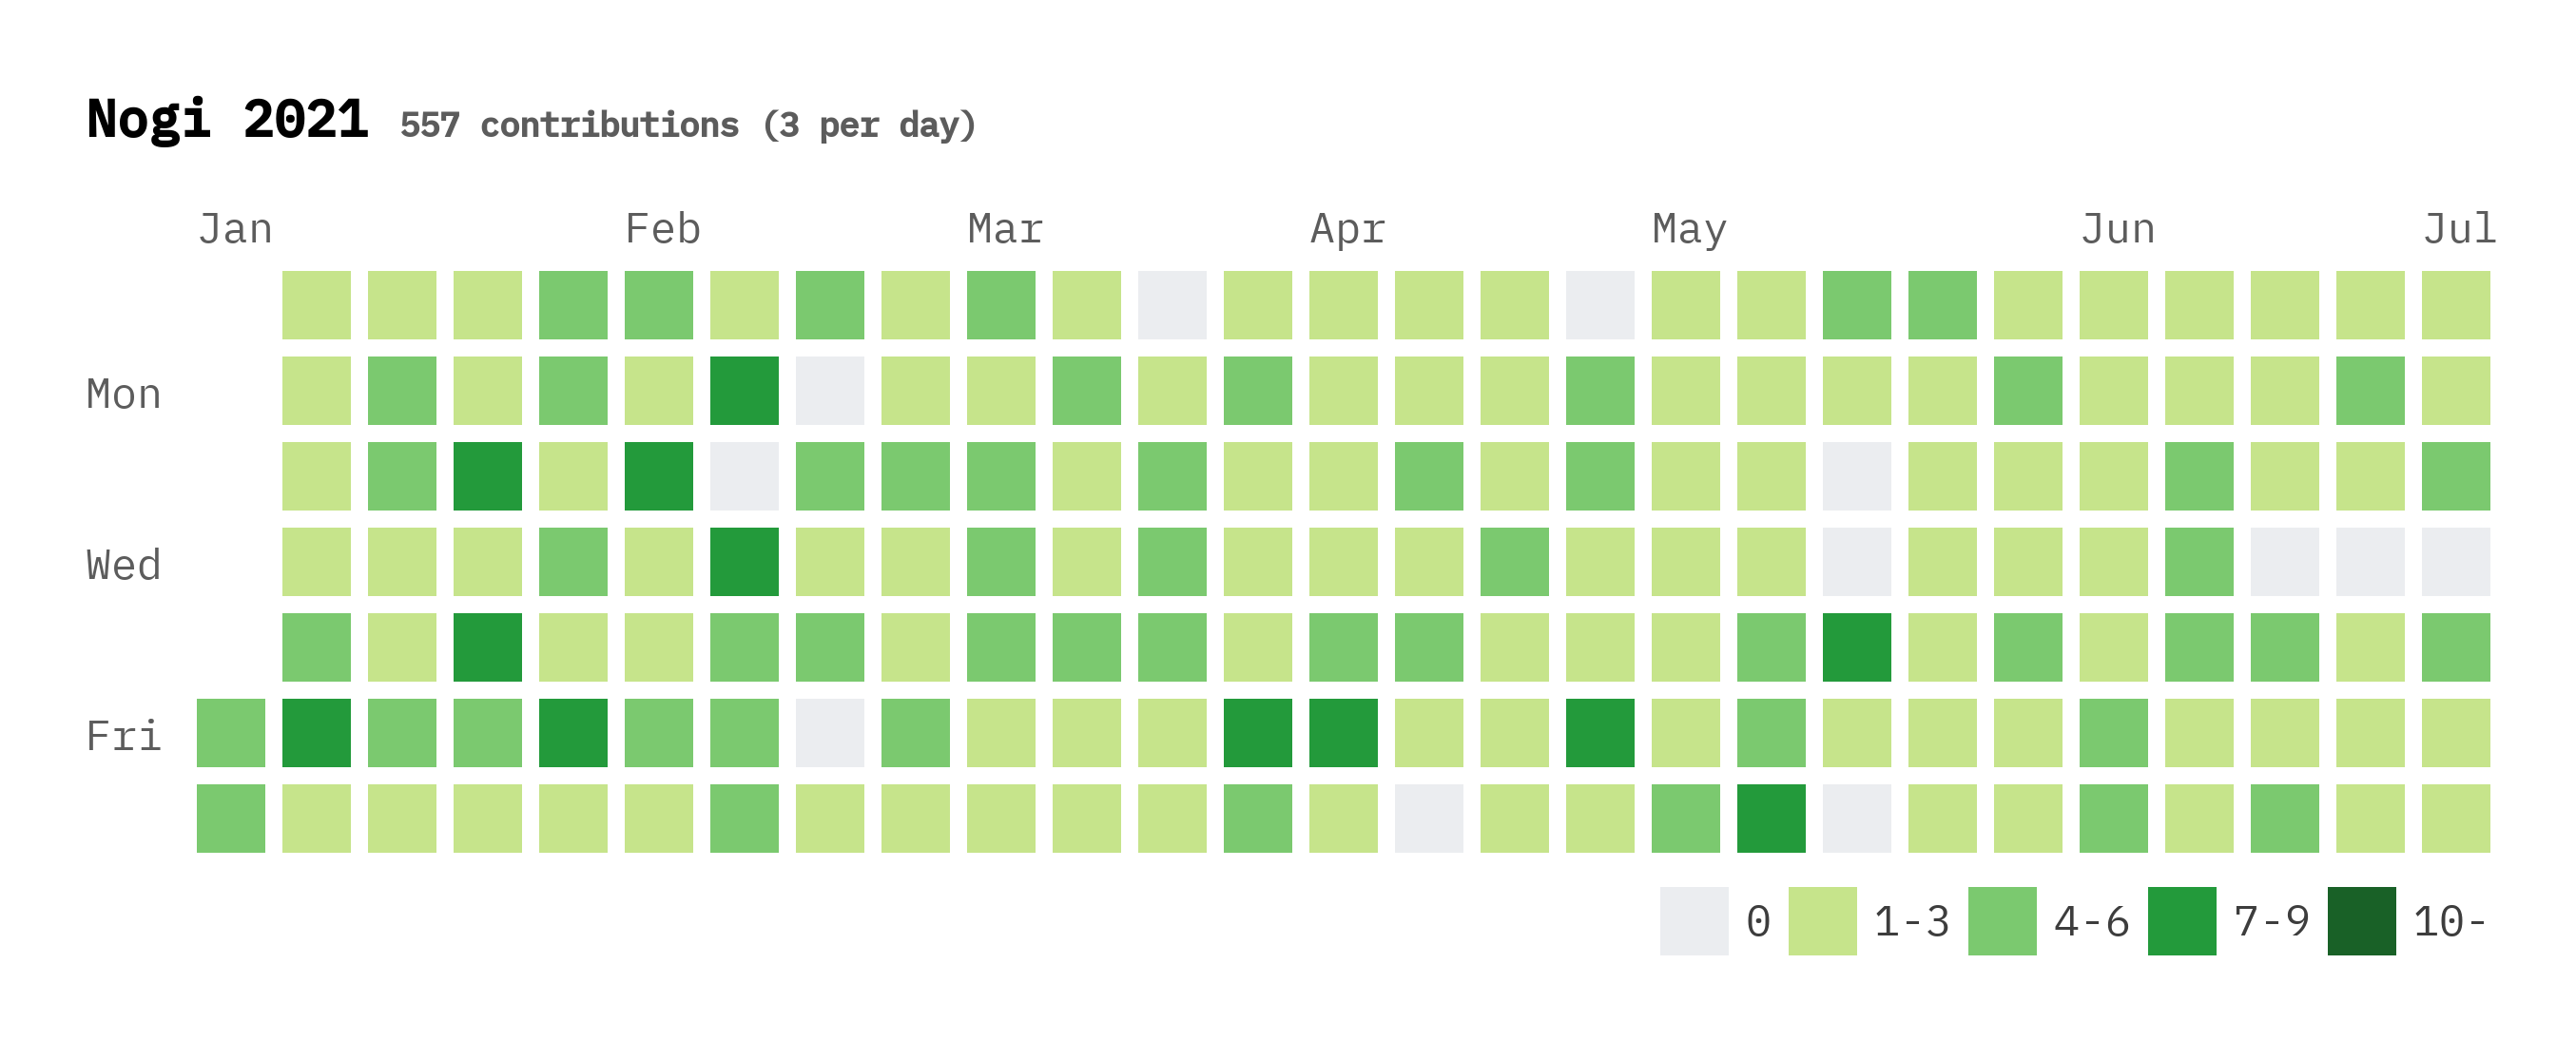 Nogi 2021 557 contributions (3 per day)
Jan Feb Mar Apr May Jun Jul
Mon
Wed
Fri
0 1-3 4-6 7-9 10-